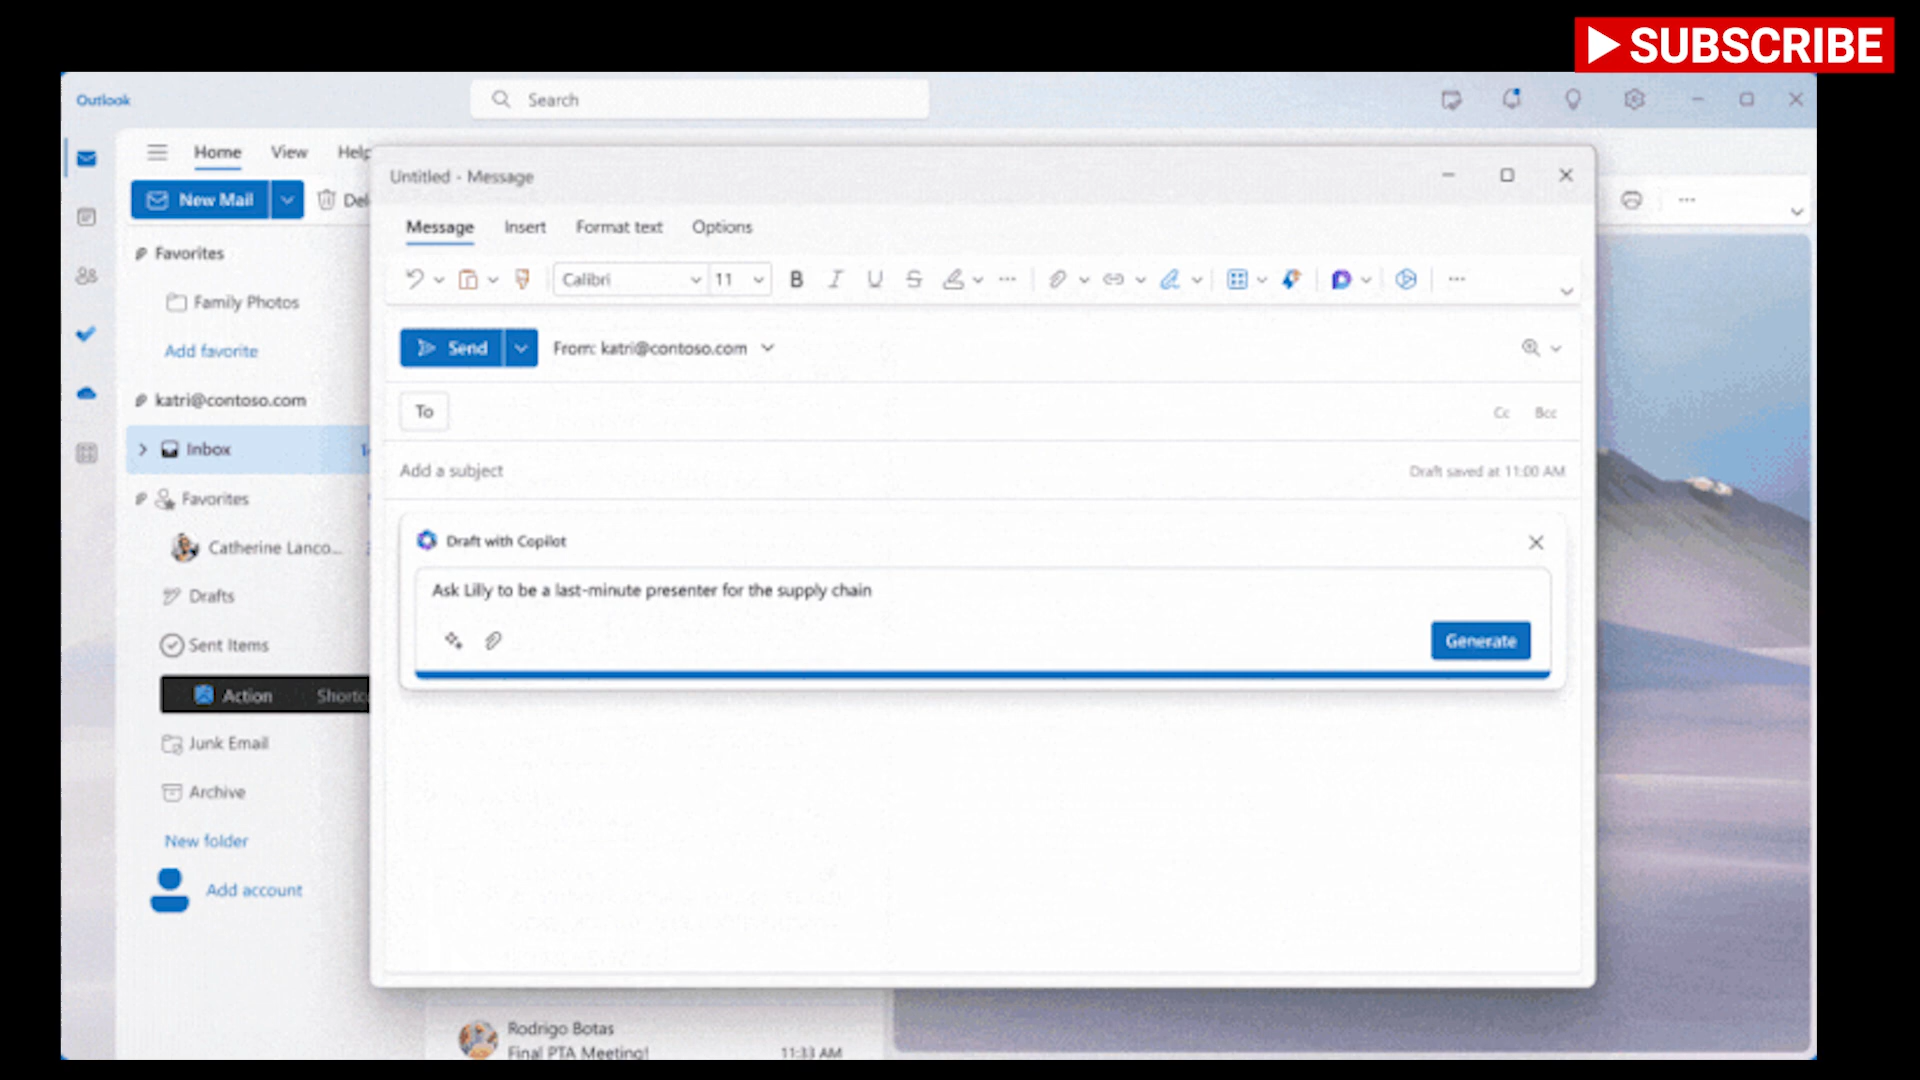 SUBSCRIBE
Outlook
Search
Home View Help
New Mail
Untitled - Message
Message Insert Format text Options
Favorites
Calibri 11 B I U S
Family Photos
Add favorite
Send From: katri@contoso.com
katri@contoso.com
To Cc Bcc
Inbox
Add a subject Draft saved at 11:00 AM
Favorites
Draft with Copilot
Catherine Lanco...
Ask Lilly to be a last-minute presenter for the supply chain
Drafts
Generate
Sent Items
Action
Junk Email
Archive
New folder
Add account
Rodrigo Botas
Final PTA Meeting! 11:33 AM